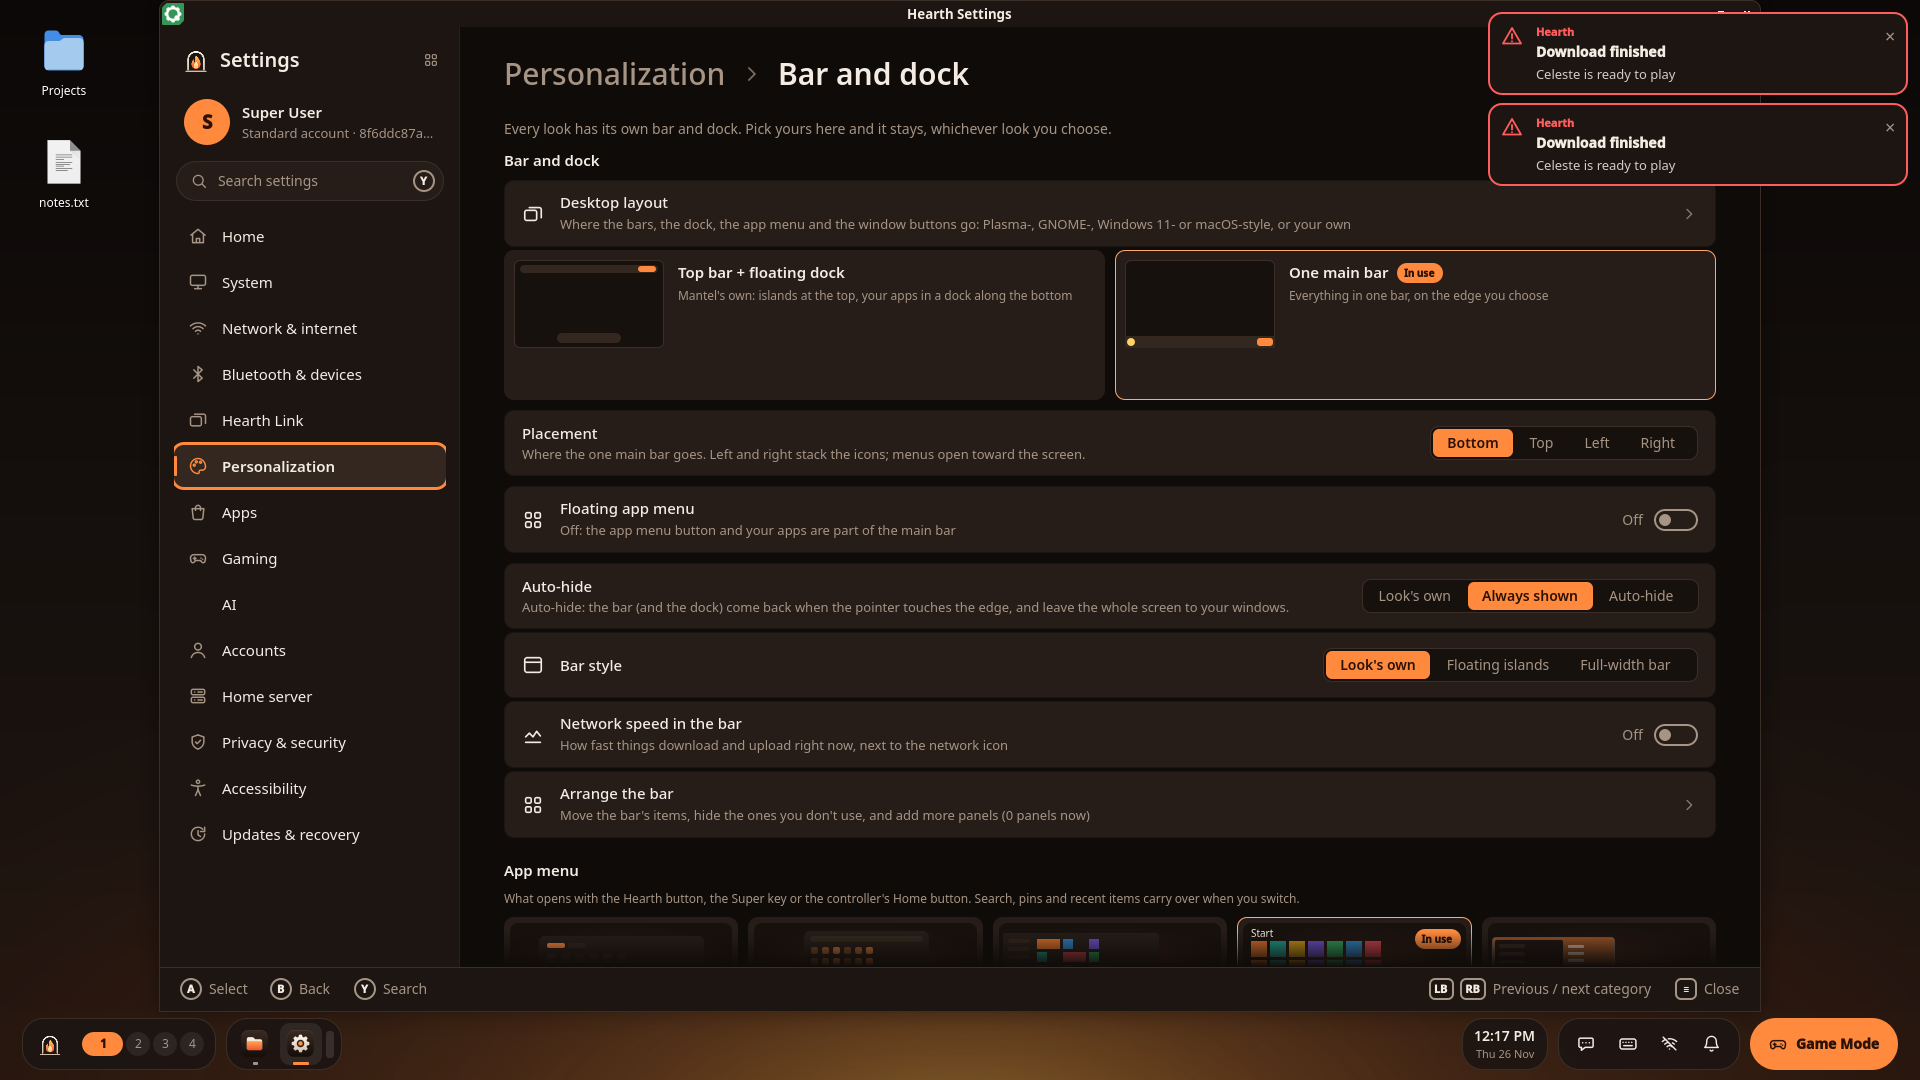 Projects
notes.txt
Hearth Settings
Settings
Super User
Standard account · 8f6ddc87a...
Search settings
Y
Home
System
Network & internet
Bluetooth & devices
Hearth Link
Personalization
Apps
Gaming
AI
Accounts
Home server
Privacy & security
Accessibility
Updates & recovery
Personalization > Bar and dock
Every look has its own bar and dock. Pick yours here and it stays, whichever look you choose.
Bar and dock
Desktop layout
Where the bars, the dock, the app menu and the window buttons go: Plasma-, GNOME-, Windows 11- or macOS-style, or your own
Top bar + floating dock
Mantel's own: islands at the top, your apps in a dock along the bottom
One main bar In use
Everything in one bar, on the edge you choose
Placement
Where the one main bar goes. Left and right stack the icons; menus open toward the screen.
Bottom Top Left Right
Floating app menu
Off: the app menu button and your apps are part of the main bar
Off
Auto-hide
Auto-hide: the bar (and the dock) come back when the pointer touches the edge, and leave the whole screen to your windows.
Look's own Always shown Auto-hide
Bar style
Look's own Floating islands Full-width bar
Network speed in the bar
How fast things download and upload right now, next to the network icon
Off
Arrange the bar
Move the bar's items, hide the ones you don't use, and add more panels (0 panels now)
App menu
What opens with the Hearth button, the Super key or the controller's Home button. Search, pins and recent items carry over when you switch.
Start In use
Hearth
Download finished
Celeste is ready to play
Hearth
Download finished
Celeste is ready to play
A Select B Back Y Search
LB RB Previous / next category Close
1 2 3 4
12:17 PM
Thu 26 Nov
Game Mode